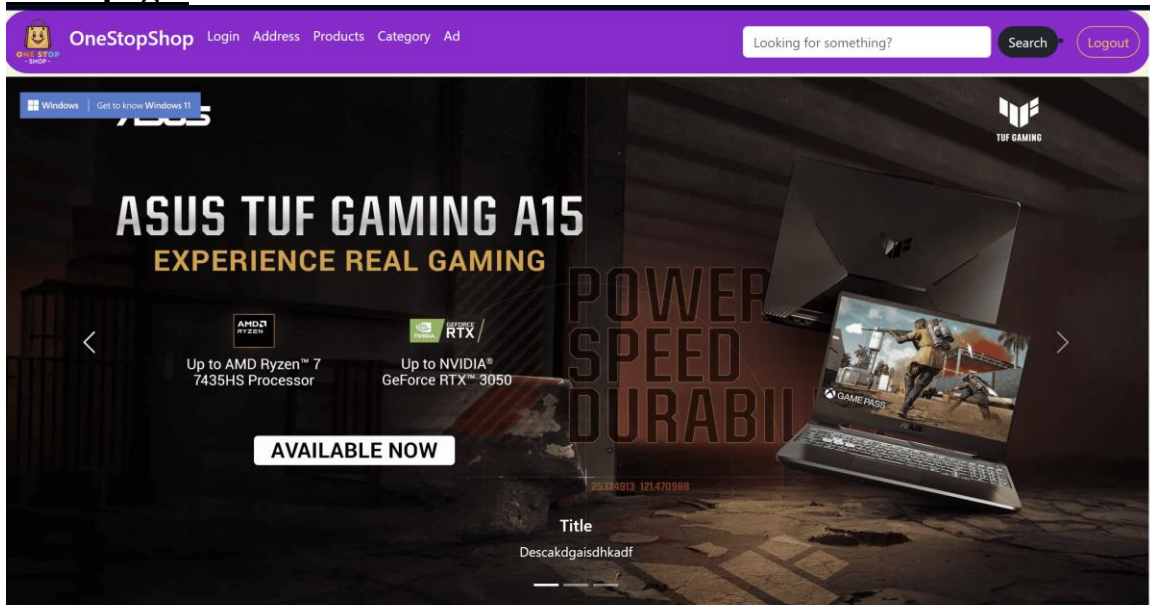 ONE STOP
- SHOP -
OneStopShop Login Address Products Category Ad
Looking for something?
Search
Logout
Windows | Get to know Windows 11
TUF GAMING
ASUS TUF GAMING A15
EXPERIENCE REAL GAMING
POWER
SPEED
AMD
RYZEN
NVIDIA
GEFORCE
RTX
Up to AMD Ryzen™ 7
7435HS Processor
Up to NVIDIA®
GeForce RTX™ 3050
GAME PASS
AVAILABLE NOW
25.124913 121.470988
Title
Descakdgaisdhkadf